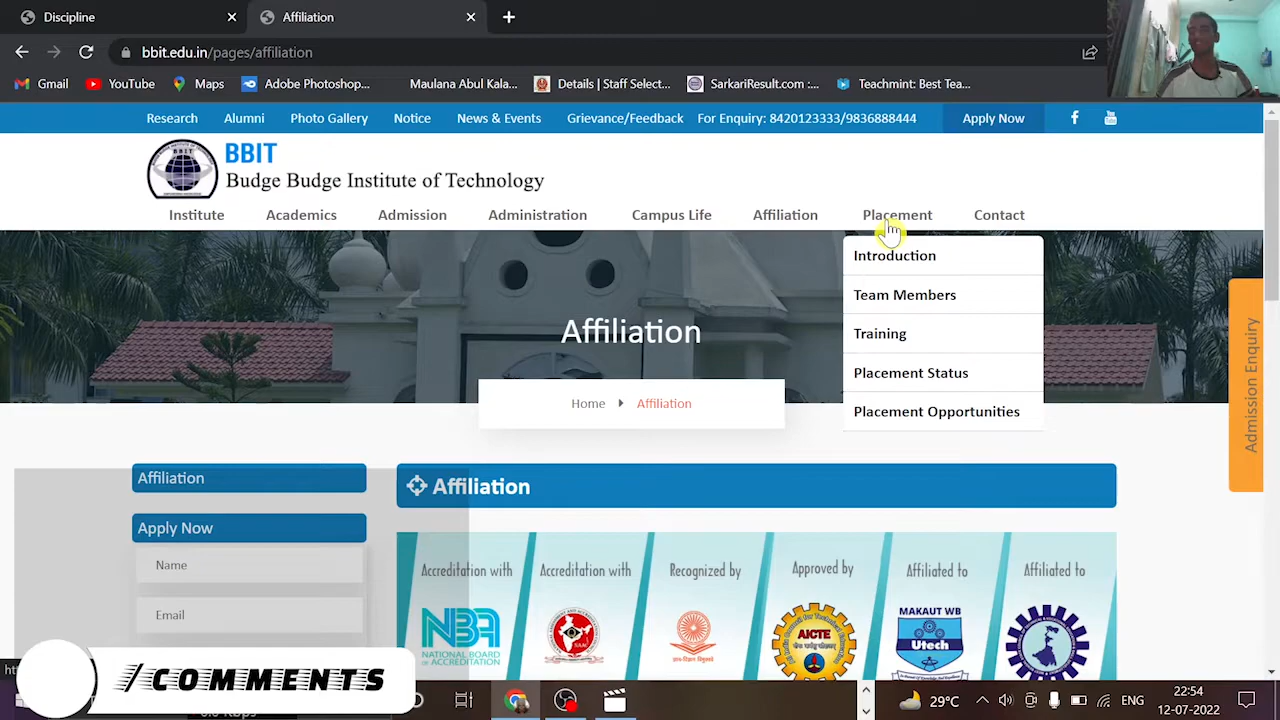 Discipline
Affiliation
bbit.edu.in/pages/affiliation
Gmail YouTube Maps Adobe Photoshop... Maulana Abul Kala... Details | Staff Select... SarkariResult.com :... Teachmint: Best Tea...
Research Alumni Photo Gallery Notice News & Events Grievance/Feedback For Enquiry: 8420123333/9836888444 Apply Now
BBIT
Budge Budge Institute of Technology
Institute Academics Admission Administration Campus Life Affiliation Placement Contact
Introduction
Team Members
Training
Placement Status
Placement Opportunities
Affiliation
Home Affiliation
Admission Enquiry
Affiliation
Apply Now
Name
Email
Affiliation
Accreditation with Accreditation with Recognized by Approved by Affiliated to Affiliated to
NBA
NATIONAL BOARD
of ACCREDITATION
AICTE
MAKAUT WB
Utech
/COMMENTS
29°C ENG
22:54
12-07-2022